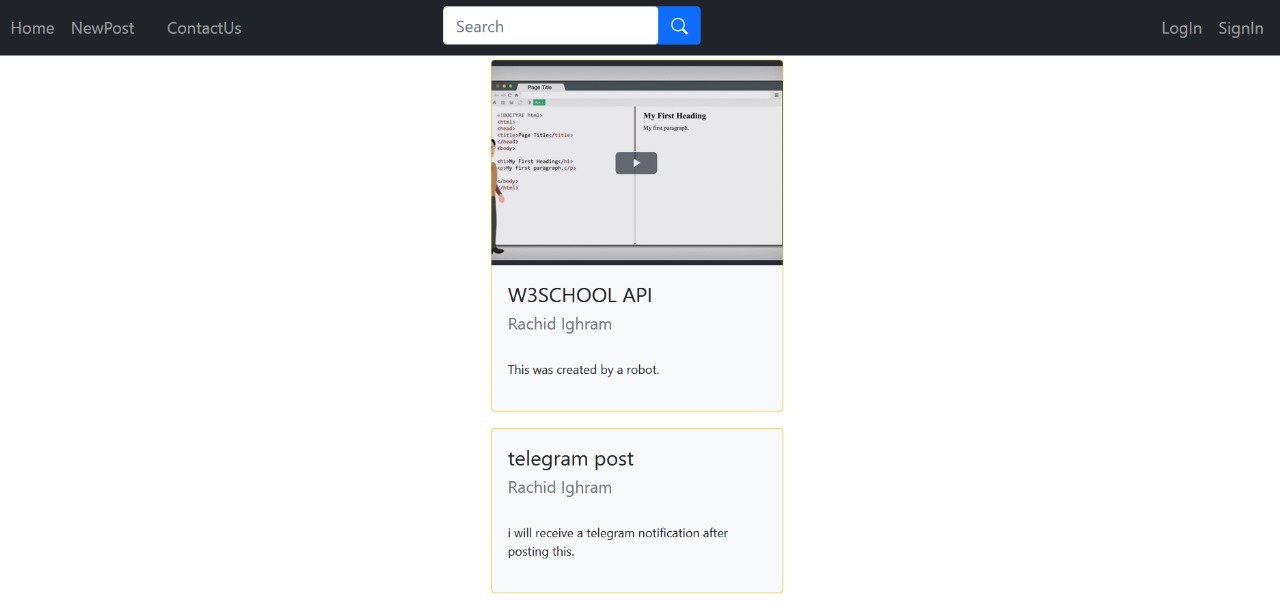 Home NewPost ContactUs Search LogIn SignIn
Page Title
<!DOCTYPE html>
<html>
<head>
<title>Page Title</title>
</head>
<body>
<h1>My First Heading</h1>
<p>My first paragraph.</p>
</body>
</html>
My First Heading
My first paragraph.
W3SCHOOL API
Rachid Ighram
This was created by a robot.
telegram post
Rachid Ighram
i will receive a telegram notification after
posting this.